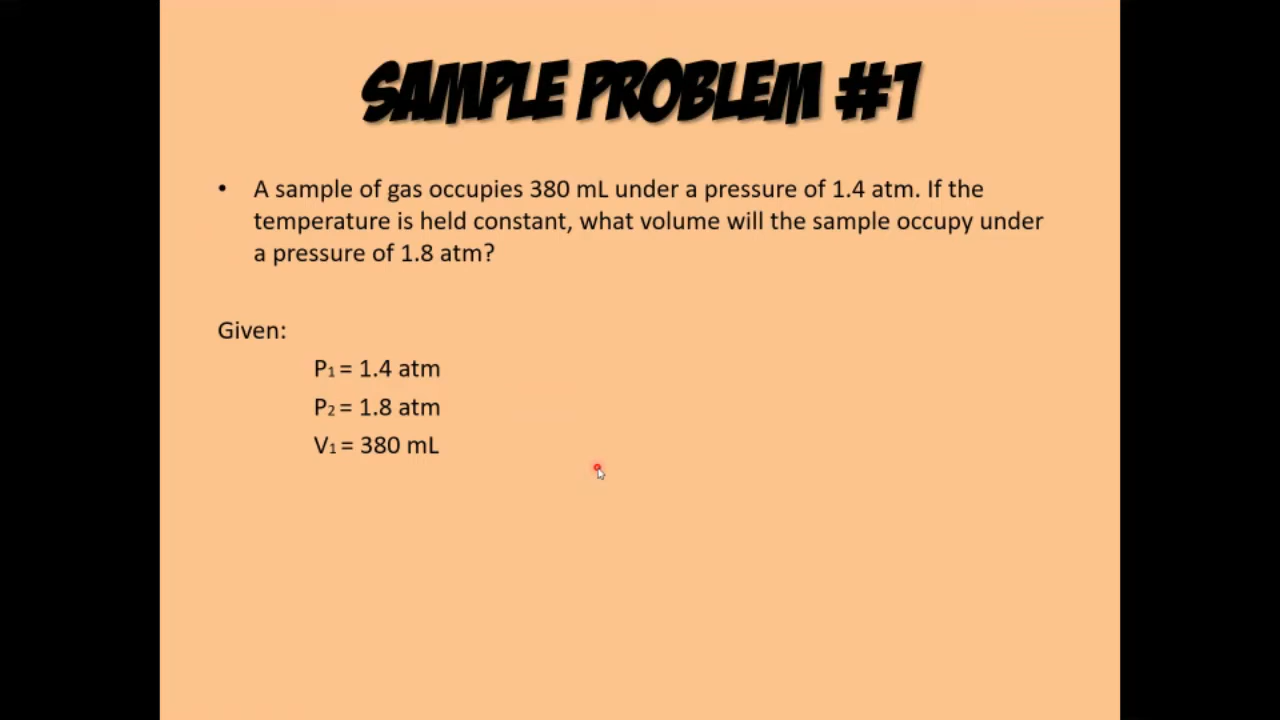 SAMPLE PROBLEM #1
• A sample of gas occupies 380 mL under a pressure of 1.4 atm. If the
temperature is held constant, what volume will the sample occupy under
a pressure of 1.8 atm?
Given:
P₁ = 1.4 atm
P₂ = 1.8 atm
V₁ = 380 mL